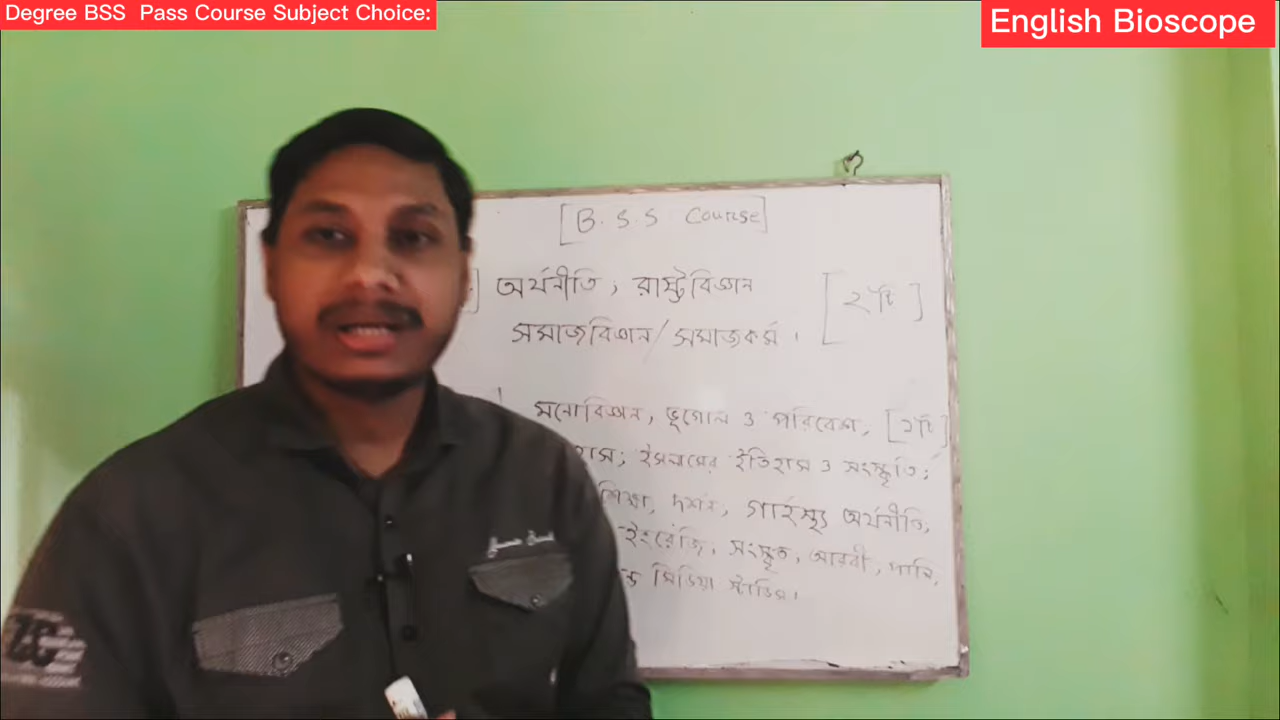 Degree BSS Pass Course Subject Choice:
English Bioscope
[B.S.S Course]
] অর্থনীতি, রাষ্ট্রবিজ্ঞান [২টি]
সমাজবিজ্ঞান/সমাজকর্ম।
মনোবিজ্ঞান, ভূগোল ও পরিবেশ, [১টি]
ইসলামের ইতিহাস ও সংস্কৃতি;
শিক্ষা, দর্শন, গার্হস্থ্য অর্থনীতি,
ইংরেজি, সংস্কৃত, আরবী, পালি,
মিডিয়া স্টাডিস।